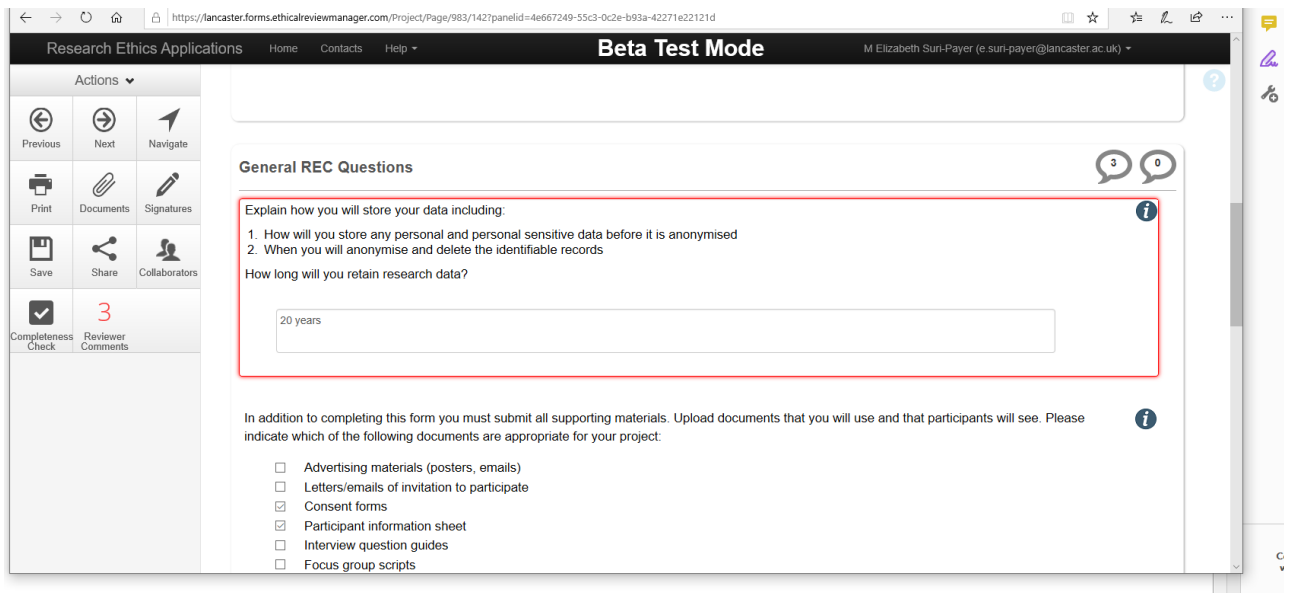 https://lancaster.forms.ethicalreviewmanager.com/Project/Page/983/142?panelid=4e667249-55c3-0c2e-b93a-42271e22121d
Research Ethics Applications Home Contacts Help Beta Test Mode M Elizabeth Suri-Payer (e.suri-payer@lancaster.ac.uk)
Actions
Previous Next Navigate
General REC Questions 3 0
Print Documents Signatures
Explain how you will store your data including:
1. How will you store any personal and personal sensitive data before it is anonymised
2. When you will anonymise and delete the identifiable records
Save Share Collaborators
How long will you retain research data?
3
Completeness Check
Reviewer Comments
20 years
In addition to completing this form you must submit all supporting materials. Upload documents that you will use and that participants will see. Please
indicate which of the following documents are appropriate for your project:
Advertising materials (posters, emails)
Letters/emails of invitation to participate
Consent forms
Participant information sheet
Interview question guides
Focus group scripts